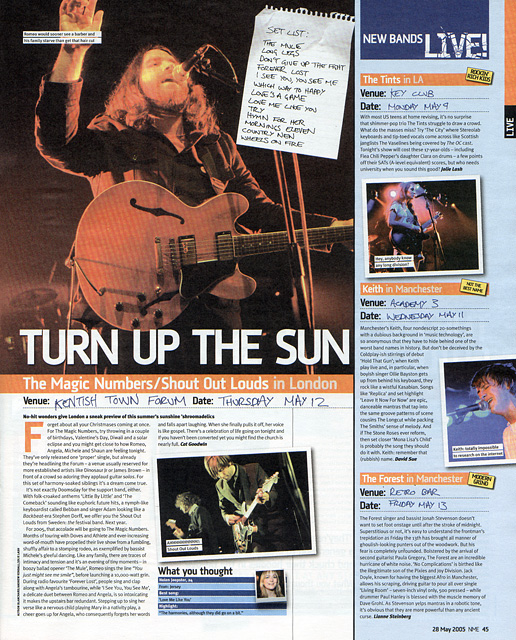 Romeo would sooner see a barber and
his family starve than get that hair cut
SET LIST:
THE MULE
LONG LEGS
DON'T GIVE UP THE FIGHT
FOREVER LOST
I SEE YOU, YOU SEE ME
WHICH WAY TO HAPPY
LOVE'S A GAME
LOVE ME LIKE YOU
TRY
HYMN FOR HER
MORNINGS ELEVEN
WHEELS ON FIRE
TURN UP THE SUN
The Magic Numbers/Shout Out Louds in London
Venue: KENTISH TOWN FORUM Date: THURSDAY MAY 12
No-hit wonders give London a sneak preview of this summer's
Forget about all your Christmases coming at once.
For The Magic Numbers, try throwing in a couple
of birthdays, Valentine's Day, Diwali and a solar
eclipse and you might get close to how Romeo,
Angela, Michele and Sean are feeling tonight.
They've only released one 'proper' single, but already
they're headlining the Forum – a venue usually reserved for
more established artists like Dinosaur Jr or James Brown – in
front of a crowd so adoring they applaud guitar solos. For
this set of harmony-soaked oldingo it's a dream come true.
It's not exactly Doomsday for the support band, either.
With folk-croaked anthems 'Little By Little' and 'The
Comeback' sounding like euphoric future hits, a nymph-like
keyboardist called Bebban and singer Adam looking like a
Rockbeat-era Stephen Dorff, we offer you the Shout Out
Louds from Sweden: the festival band. Next year.
For 2005, that accolade will be going to The Magic Numbers.
Months of touring with Doves and Athlete and ever increasing
word-of-mouth have propelled their live show from a fumbling,
shuffly affair to a stomping rodeo, as exemplified by bassist
Michele's gleeful dancing. Like any family, there are traces of
intimacy and tension and it's an evening of tiny moments – in
boozy ballad opener 'The Mule', Romeo sings the line "You
might see me smile", before launching a 10,000-watt grin.
During radio favourite 'Forever Lost', people sing and clap
along with Angela's tambourine, while 'I See You, You See Me',
a delicate duet between Romeo and Angela, is so intoxicating
it makes the upstairs bar redundant. Stepping up to sing her
verse like a nervous child playing Mary in a nativity play, a
cheer goes up for Angela, who consequently forgets her words
and falls apart laughing. When she finally pulls it off, her voice
is like gospel. There's a celebration of life going on tonight and
if you haven't been converted yet you might find the church is
nearly full. Cat Goodwin
Shout Out Louds
What you thought
Helen Jeapster, 24
From: Jersey
Best song:
'Love Me Like You'
Highlight:
"The harmonies, although they did go on a bit."
NEW BANDS LIVE!
LIVE
The Tints in LA
ROCKIN' RICH KIDS
Venue: KEY CLUB
Date: MONDAY MAY 9
With most US teens at home revising, it's no surprise
that shimmer-pop trio The Tints struggle to draw a crowd.
What do the masses miss? Try 'The City' where Stereolab
keyboards and tip-toed vocals come across like Scottish
janglists The Vaselines being covered by The OC cast.
Tonight's show will cost these 17-year-olds – including
Flea Chili Pepper's daughter Clara on drums – a few points
off their SATs (A-level equivalent) scores, but who needs
university when you sound this good? Julie Lash
Hey, anybody know
any long division?
Keith in Manchester
NOT THE BEST NAME
Venue: ACADEMY 3
Date: WEDNESDAY MAY 11
Manchester's Keith, four nondescript 20-somethings
with a dubious background in 'music technology', are
so anonymous that they have to hide behind one of the
worst band names in history. But don't be deceived by the
Coldplay-ish stirrings of debut
'Hold That Gun'; when Keith
play live and, in particular, when
boyish singer Ollie Bayston gets
up from behind his keyboard, they
rock like a wistful Kasabian. Songs
like 'Replica' and set highlight
'Leave It Now For Now' are epic,
danceable mantras that tap into
the same groove patterns of scene
cousins The Longcut while packing
The Smiths' sense of melody. And
if The Stone Roses ever reform,
then set closer 'Mona Lisa's Child'
is probably the song they should
do it with. Keith: remember that
(rubbish) name. David Sue
Keith: totally impossible
to research on the internet
The Forest in Manchester
MODERN GRIND
Venue: RETRO BAR
Date: FRIDAY MAY 13
The Forest singer and bassist Jonah Stevenson doesn't
want to set foot onstage until after the stroke of midnight.
Superstitious or not, it's easy to understand the frontman's
trepidation as Friday the 13th has brought all manner of
ghoulish-looking punters out of the woodwork. But his
fear is completely unfounded. Bolstered by the arrival of
second guitarist Paula Gregory, The Forest are an incredible
hurricane of white noise. 'No Complications' is birthed like
the illegitimate son of the Pixies and Joy Division. Jack
Doyle, known for having the biggest Afro in Manchester,
allows his scything, driving guitar to pour all over single
'Living Room' – seven-inch vinyl only, 500 pressed – while
drummer Paul Hanley is blessed with the muscle memory of
Dave Grohl. As Stevenson yelps mantras in a robotic tone,
it's obvious that they are more powerful than any ancient
curse. Lianne Steinberg
28 May 2005 NME 45